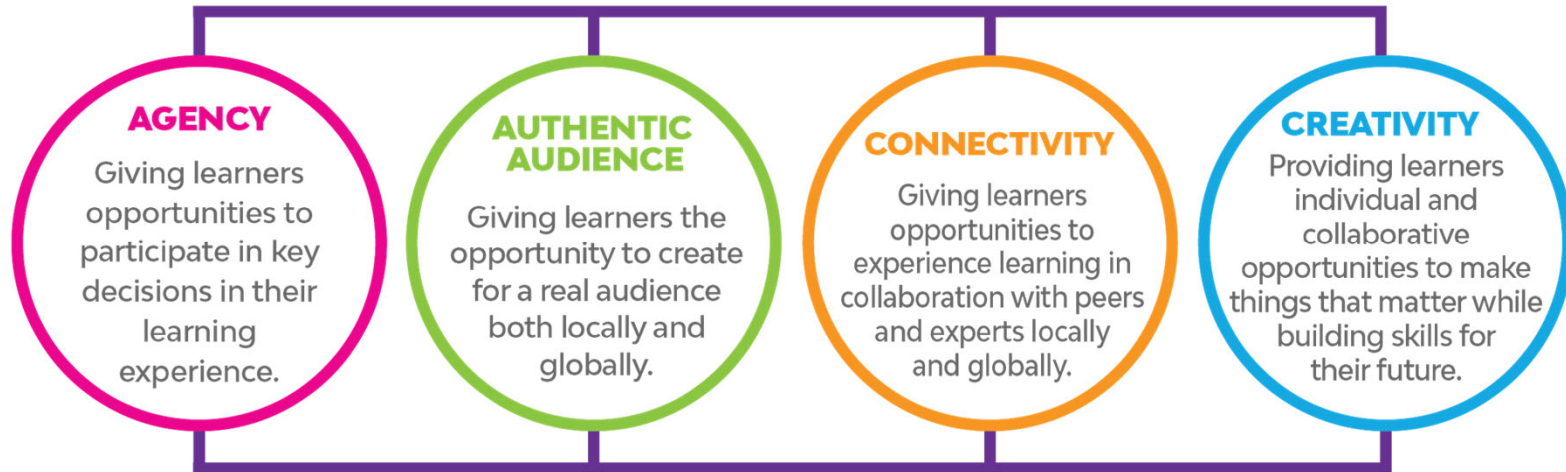 AGENCY
Giving learners
opportunities to
participate in key
decisions in their
learning
experience.
AUTHENTIC
AUDIENCE
Giving learners the
opportunity to create
for a real audience
both locally and
globally.
CONNECTIVITY
Giving learners
opportunities to
experience learning in
collaboration with peers
and experts locally
and globally.
CREATIVITY
Providing learners
individual and
collaborative
opportunities to make
things that matter while
building skills for
their future.